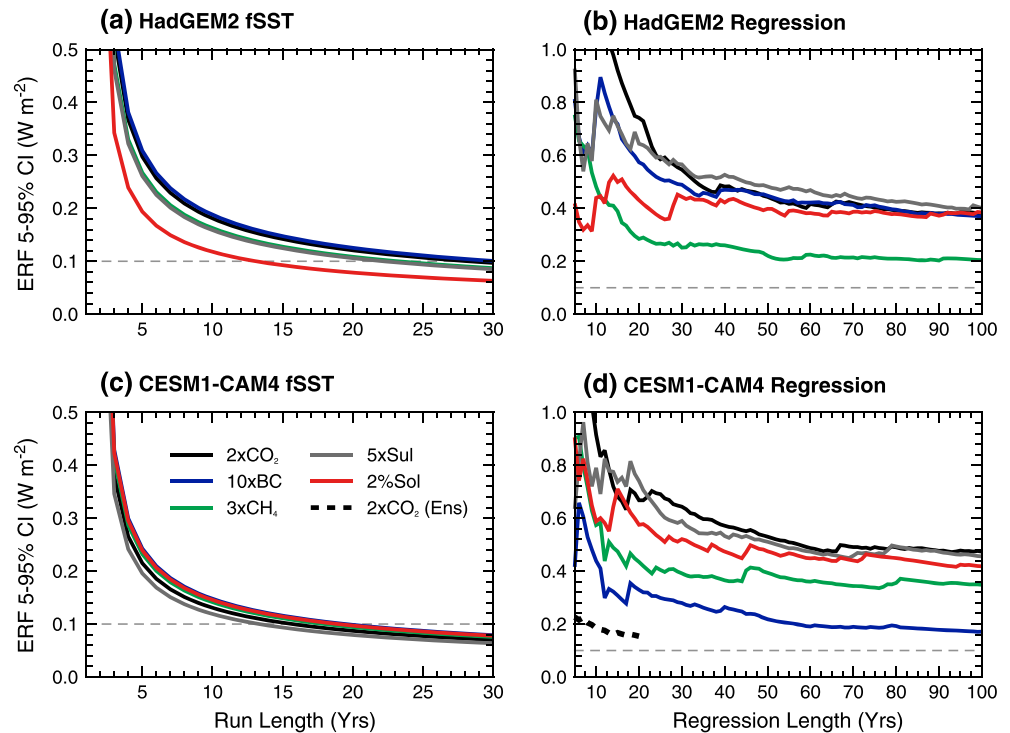 (a) HadGEM2 fSST
(b) HadGEM2 Regression
ERF 5-95% CI (W m-2)
0.5
0.4
0.3
0.2
0.1
0.0
5 10 15 20 25 30
1.0
0.8
0.6
0.4
0.2
0.0
10 20 30 40 50 60 70 80 90 100
(c) CESM1-CAM4 fSST
(d) CESM1-CAM4 Regression
ERF 5-95% CI (W m-2)
0.5
0.4
0.3
0.2
0.1
0.0
2xCO₂
10xBC
3xCH₄
5xSul
2%Sol
2xCO₂ (Ens)
5 10 15 20 25 30
Run Length (Yrs)
1.0
0.8
0.6
0.4
0.2
0.0
10 20 30 40 50 60 70 80 90 100
Regression Length (Yrs)